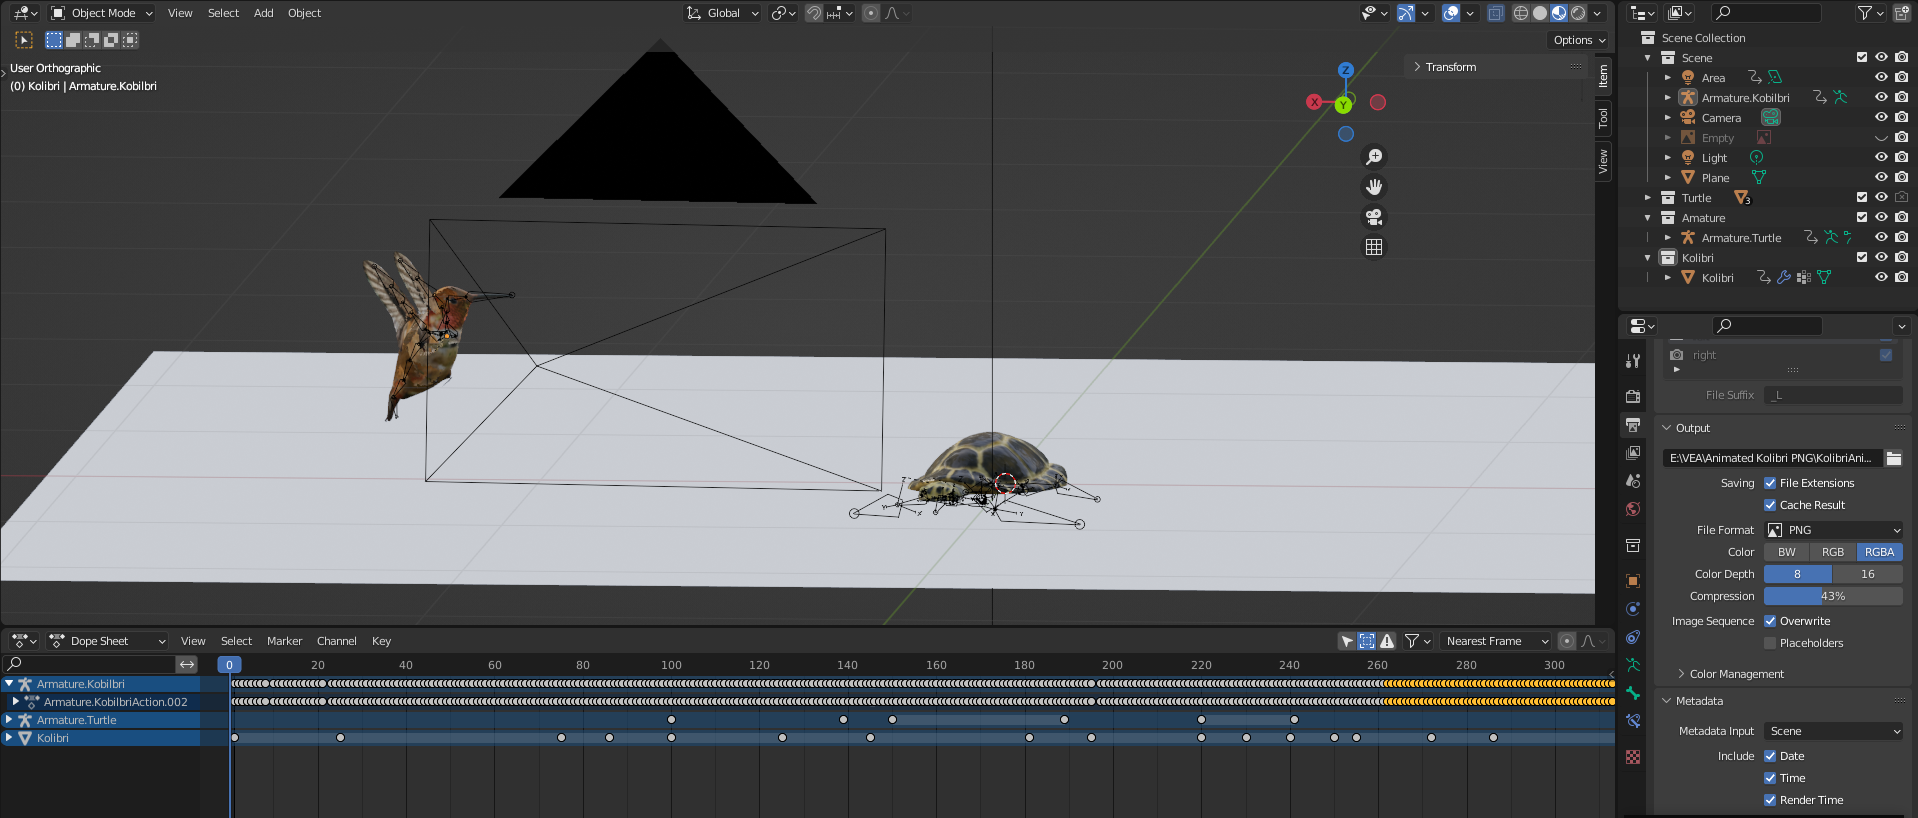 Object Mode
View
Select
Add
Object
Global
Options
User Orthographic
(0) Kolibri | Armature.Kobilbri
Transform
Item
Tool
View
Z
X
Y
Scene Collection
Scene
Area
Armature.Kobilbri
Camera
Empty
Light
Plane
Turtle
3
Amature
Armature.Turtle
Kolibri
Kolibri
right
File Suffix
_L
Output
E:\VEA\Animated Kolibri PNG\KolibriAni...
Saving
File Extensions
Cache Result
File Format
PNG
Color
BW
RGB
RGBA
Color Depth
8
16
Compression
43%
Image Sequence
Overwrite
Placeholders
Color Management
Metadata
Metadata Input
Scene
Include
Date
Time
Render Time
Dope Sheet
View
Select
Marker
Channel
Key
Nearest Frame
0
20
40
60
80
100
120
140
160
180
200
220
240
260
280
300
Armature.Kobilbri
Armature.KobilbriAction.002
Armature.Turtle
Kolibri